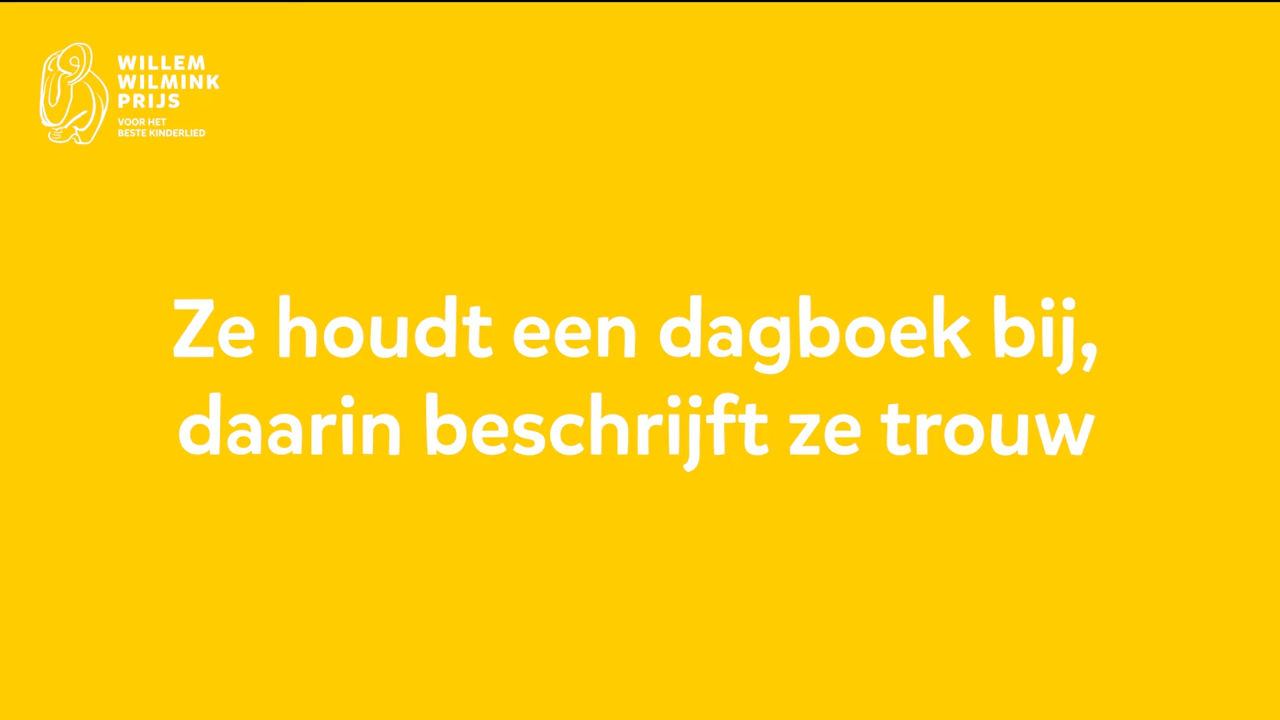 WILLEM
WILMINK
PRIJS
VOOR HET
BESTE KINDERLIED
Ze houdt een dagboek bij,
daarin beschrijft ze trouw